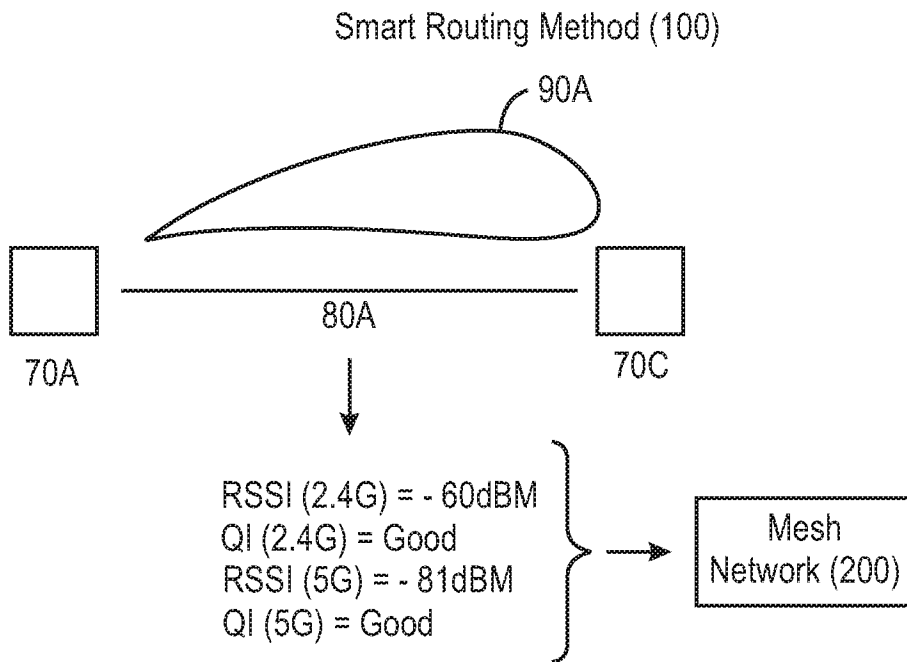 Smart Routing Method (100)
90A
80A
70A
70C
RSSI (2.4G) = - 60dBM
QI (2.4G) = Good
RSSI (5G) = - 81dBM
QI (5G) = Good
Mesh
Network (200)